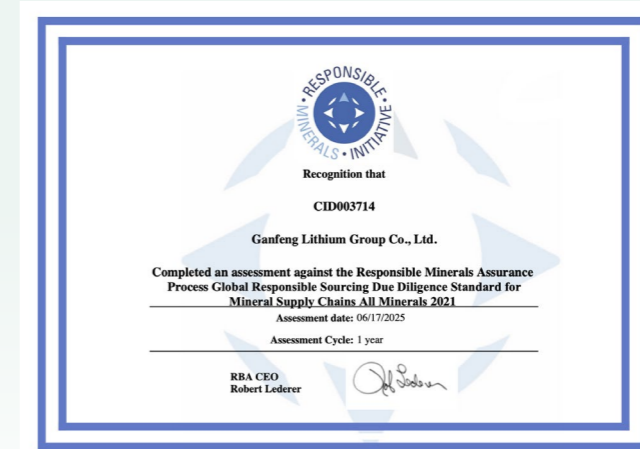 RESPONSIBLE
MINERALS • INITIATIVE
Recognition that
CID003714
Ganfeng Lithium Group Co., Ltd.
Completed an assessment against the Responsible Minerals Assurance
Process Global Responsible Sourcing Due Diligence Standard for
Mineral Supply Chains All Minerals 2021
Assessment date: 06/17/2025
Assessment Cycle: 1 year
RBA CEO
Robert Lederer
Rob Lederer